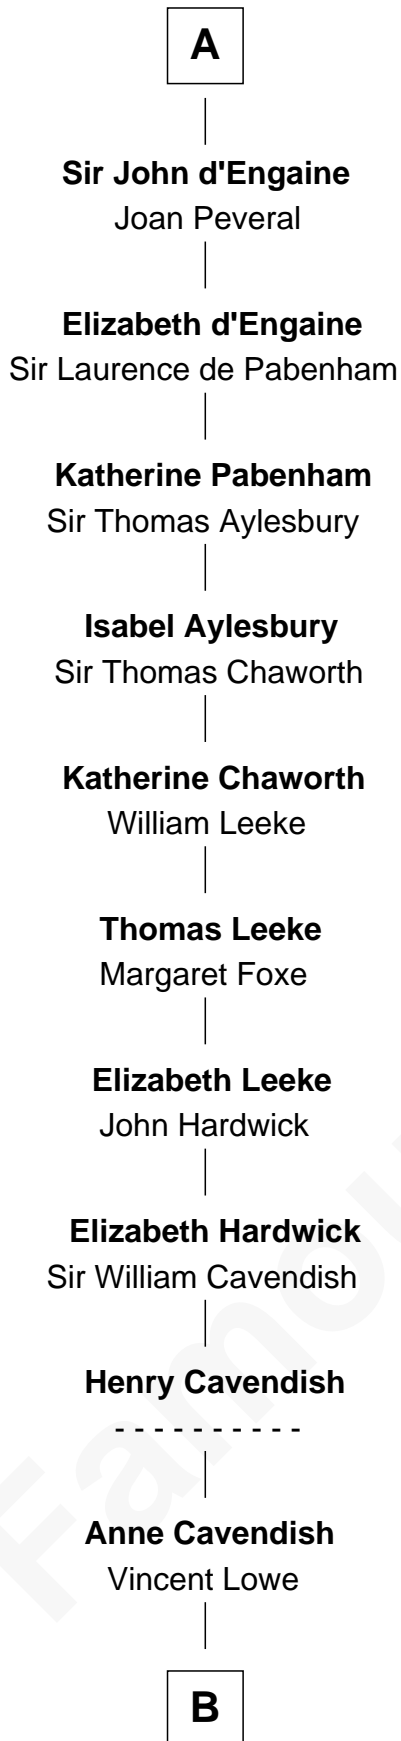 A
Sir John d'Engaine
Joan Peveral
Elizabeth d'Engaine
Sir Laurence de Pabenham
Katherine Pabenham
Sir Thomas Aylesbury
Isabel Aylesbury
Sir Thomas Chaworth
Katherine Chaworth
William Leeke
Thomas Leeke
Margaret Foxe
Elizabeth Leeke
John Hardwick
Elizabeth Hardwick
Sir William Cavendish
Henry Cavendish
- - - - - - - - - -
Anne Cavendish
Vincent Lowe
B
Famou